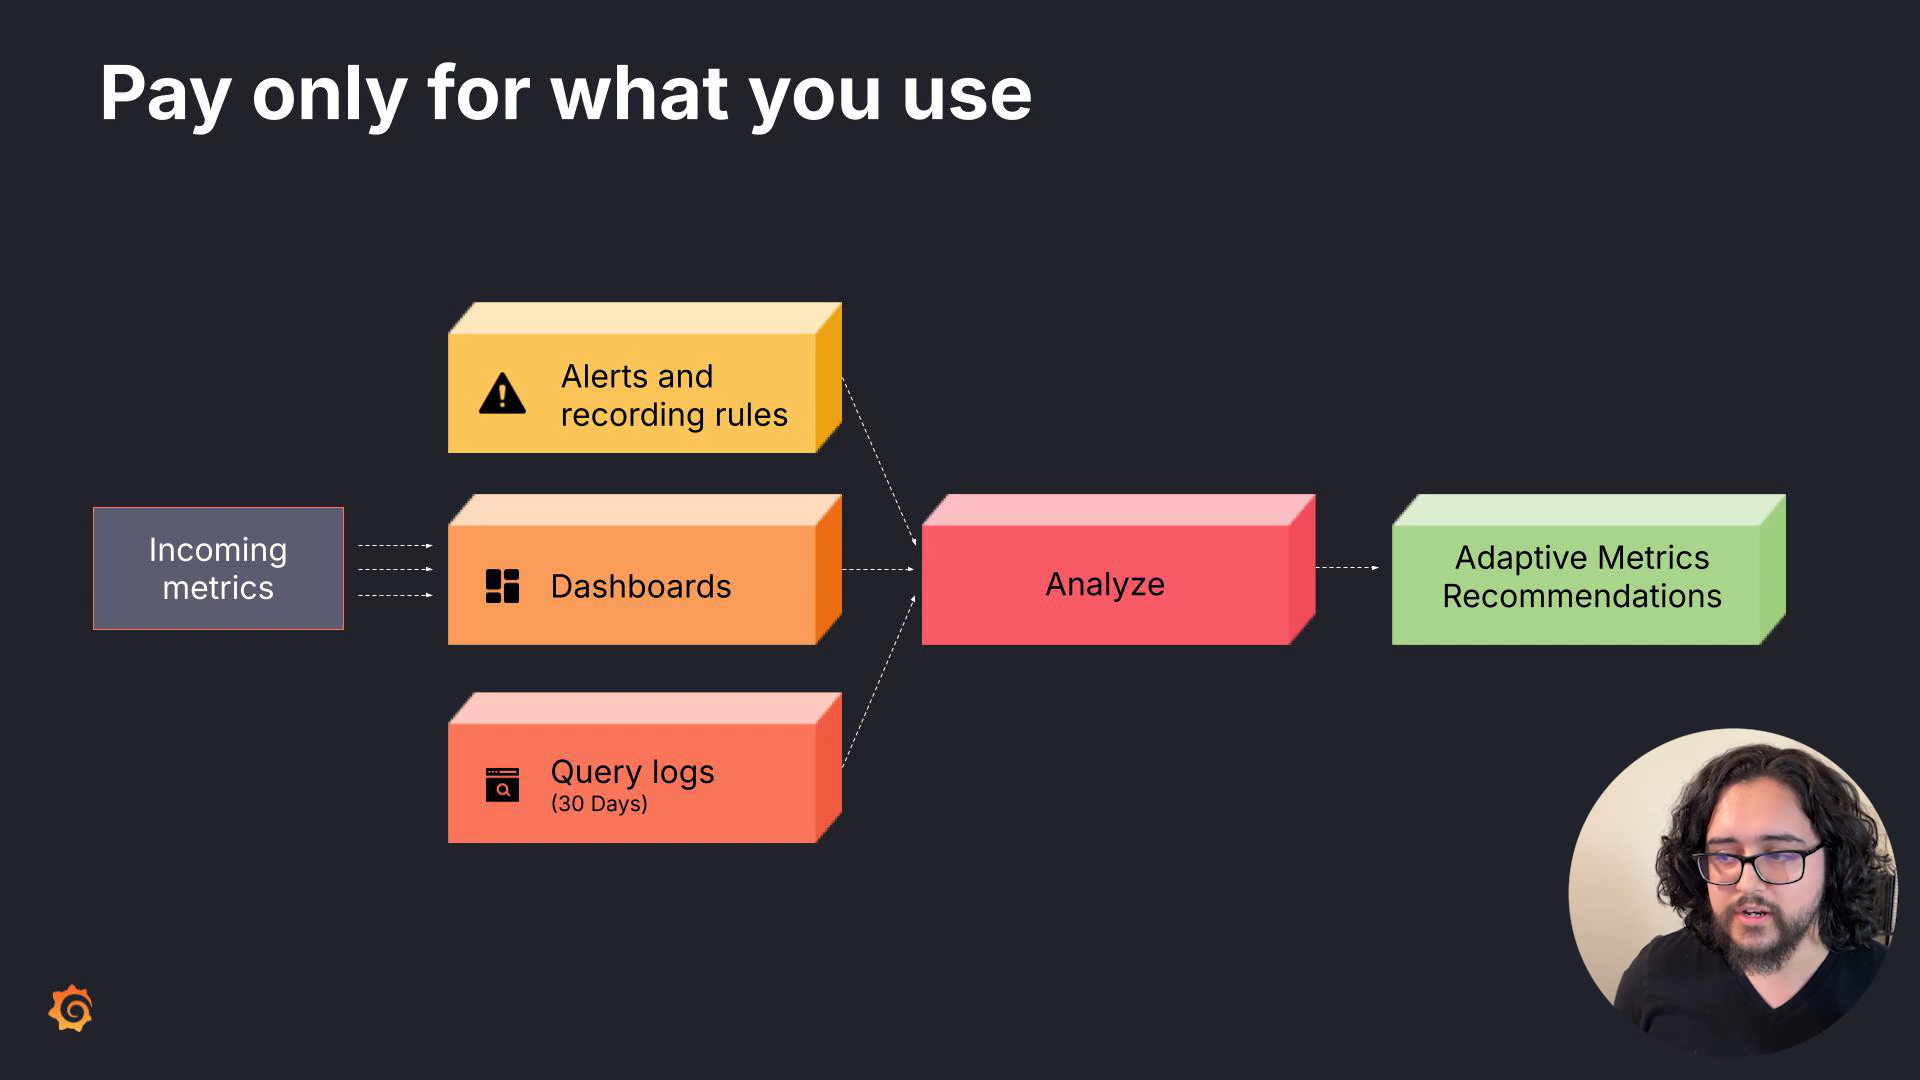 Pay only for what you use
Incoming
metrics
Alerts and
recording rules
Dashboards
Query logs
(30 Days)
Analyze
Adaptive Metrics
Recommendations